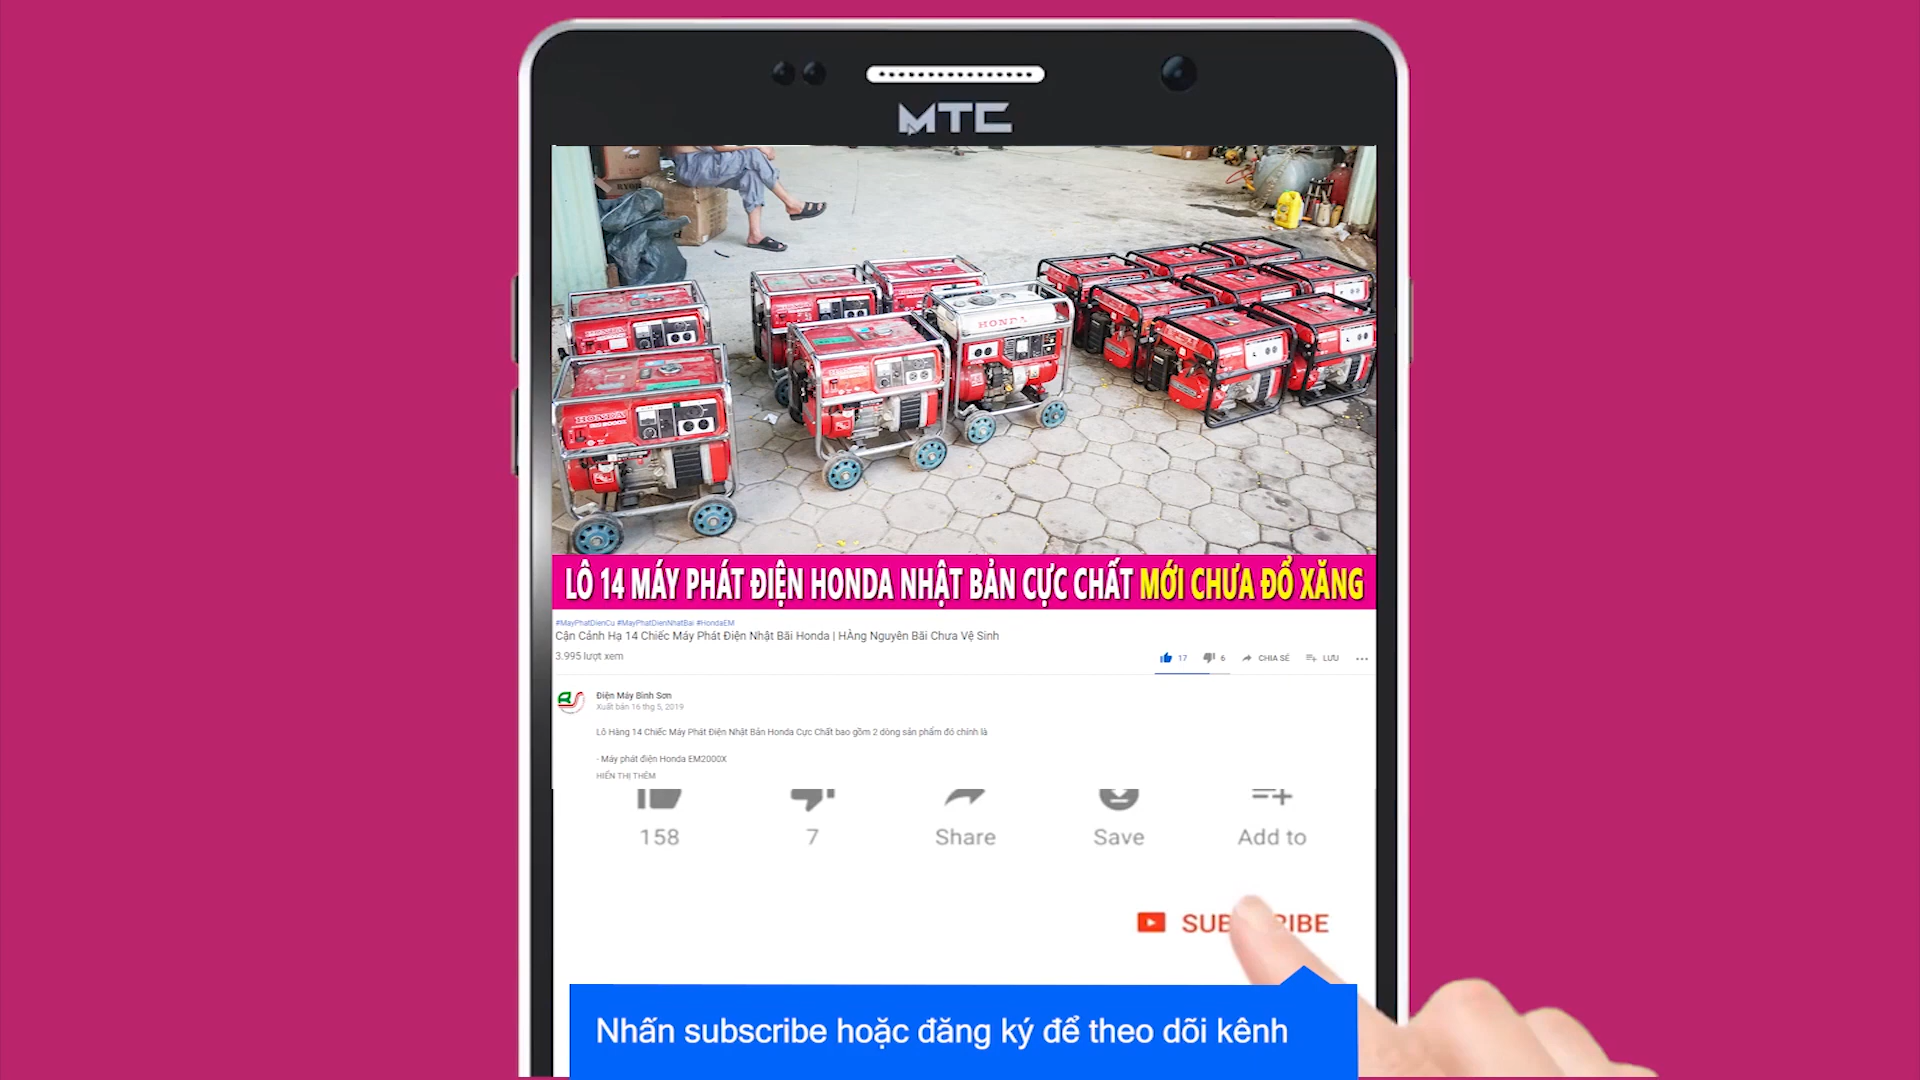 MTC
HONDA
HONDA
LÔ 14 MÁY PHÁT ĐIỆN HONDA NHẬT BẢN CỰC CHẤT MỚI CHƯA ĐỔ XĂNG
#MayPhatDienCu #MayPhatDienNhatBai #HondaEM
Cận Cảnh Hạ 14 Chiếc Máy Phát Điện Nhật Bãi Honda | HÀng Nguyên Bãi Chưa Vệ Sinh
3.995 lượt xem
17 6 CHIA SẺ LƯU
Điện Máy Bình Sơn
Xuất bản 16 thg 5, 2019
Lô Hàng 14 Chiếc Máy Phát Điện Nhật Bản Honda Cực Chất bao gồm 2 dòng sản phẩm đó chính là
- Máy phát điện Honda EM2000X
HIỂN THỊ THÊM
158 7 Share Save Add to
Nhấn subscribe hoặc đăng ký để theo dõi kênh